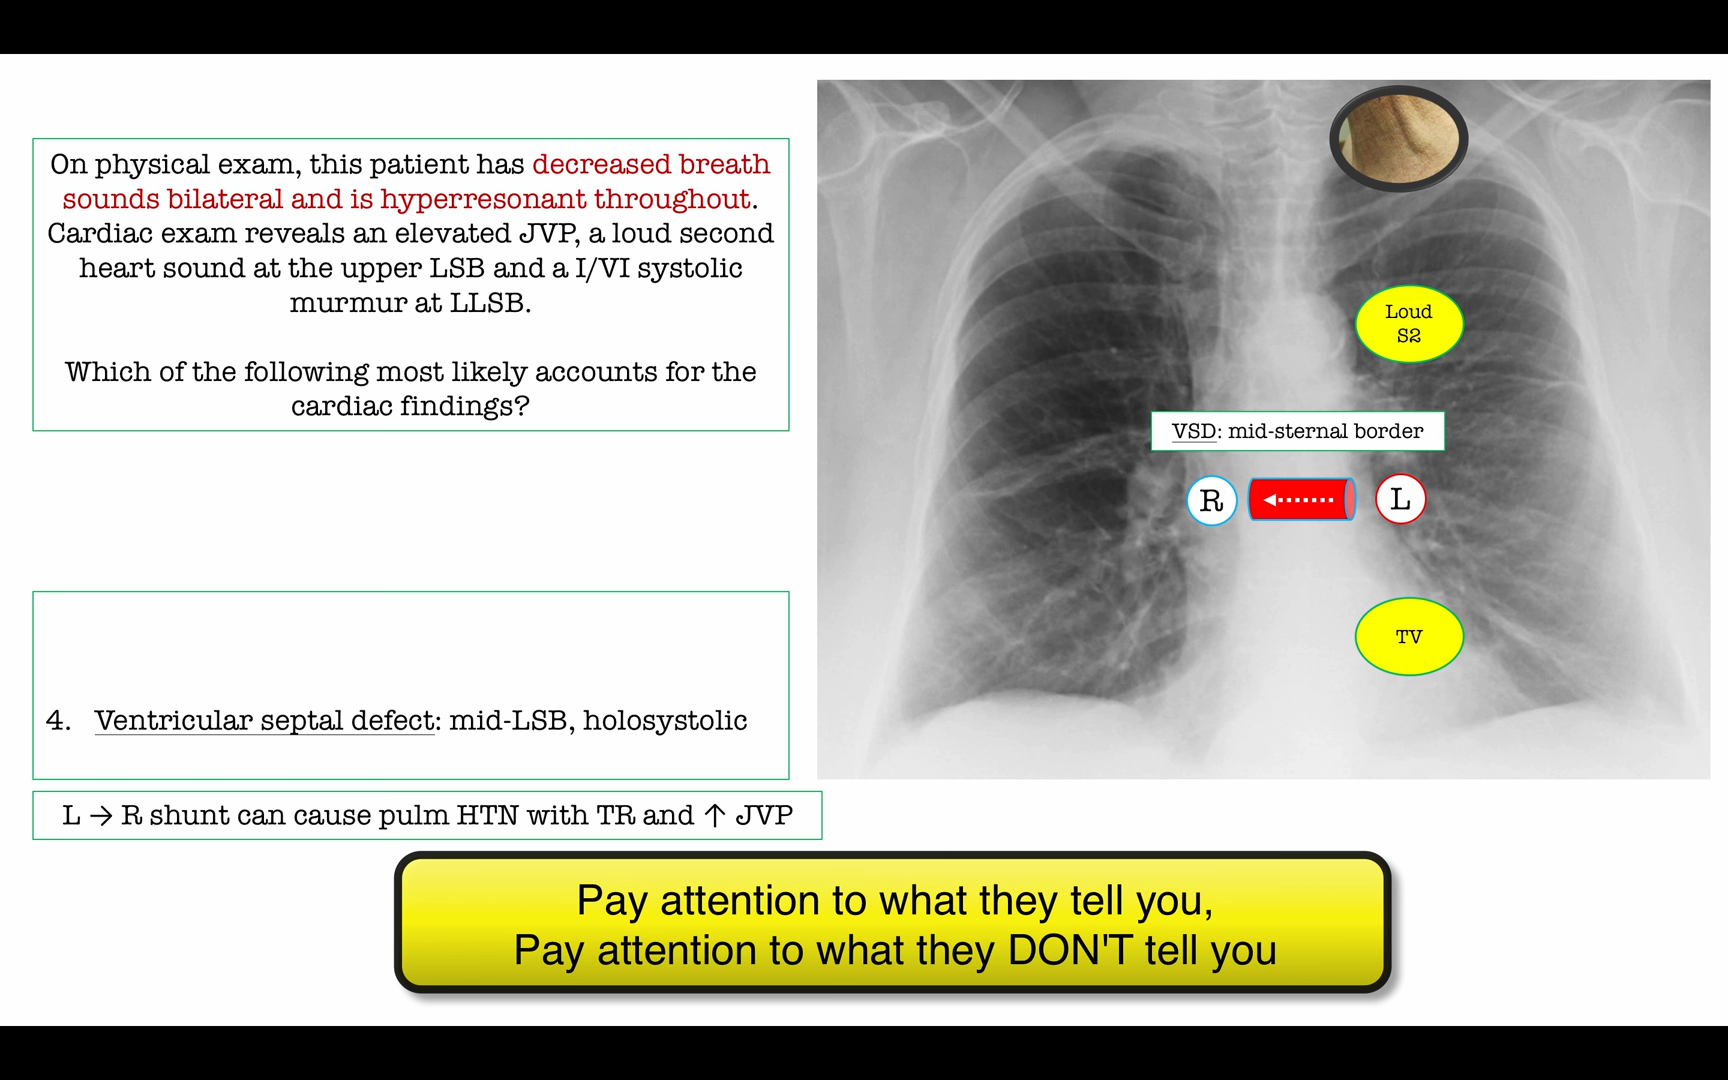 On physical exam, this patient has decreased breath
sounds bilateral and is hyperresonant throughout.
Cardiac exam reveals an elevated JVP, a loud second
heart sound at the upper LSB and a I/VI systolic
murmur at LLSB.
Which of the following most likely accounts for the
cardiac findings?
Loud
S2
VSD: mid-sternal border
R
L
TV
4. Ventricular septal defect: mid-LSB, holosystolic
L → R shunt can cause pulm HTN with TR and ↑ JVP
Pay attention to what they tell you,
Pay attention to what they DON'T tell you